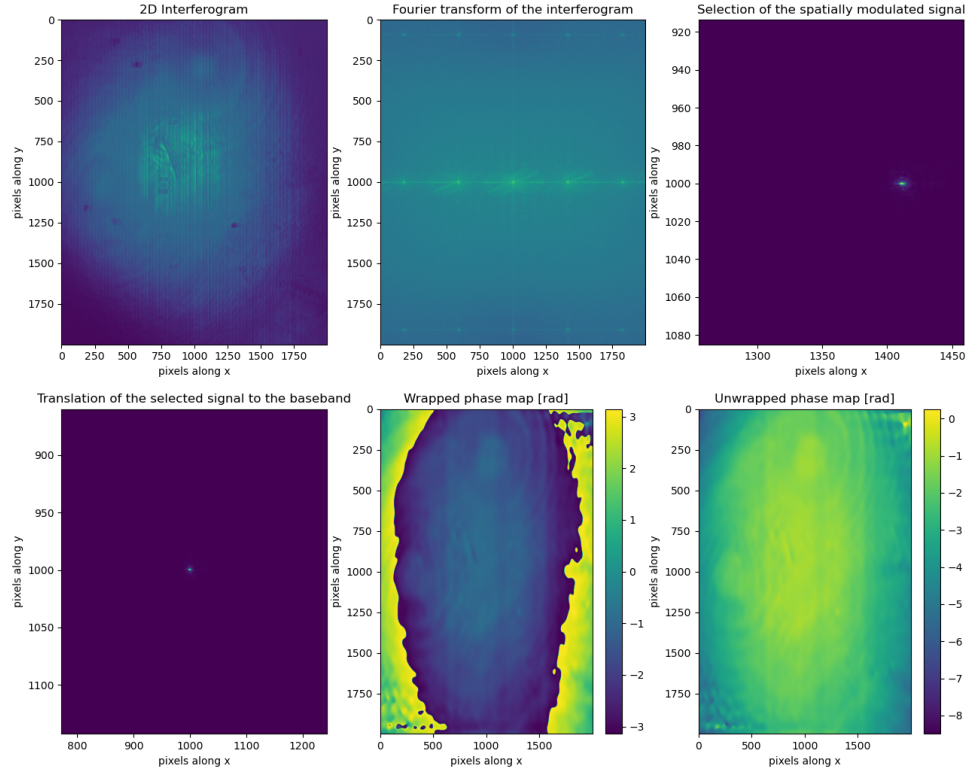 2D Interferogram
Fourier transform of the interferogram
Selection of the spatially modulated signal
0
250
500
750
1000
1250
1500
1750
pixels along y
0 250 500 750 1000 1250 1500 1750
pixels along x
0
250
500
750
1000
1250
1500
1750
pixels along y
0 250 500 750 1000 1250 1500 1750
pixels along x
920
940
960
980
1000
1020
1040
1060
1080
pixels along y
1300 1350 1400 1450
pixels along x
Translation of the selected signal to the baseband
Wrapped phase map [rad]
Unwrapped phase map [rad]
900
950
1000
1050
1100
pixels along y
800 900 1000 1100 1200
pixels along x
0
250
500
750
1000
1250
1500
1750
pixels along y
0 500 1000 1500
pixels along x
3
2
1
0
−1
−2
−3
0
250
500
750
1000
1250
1500
1750
pixels along y
0 500 1000 1500
pixels along x
0
−1
−2
−3
−4
−5
−6
−7
−8